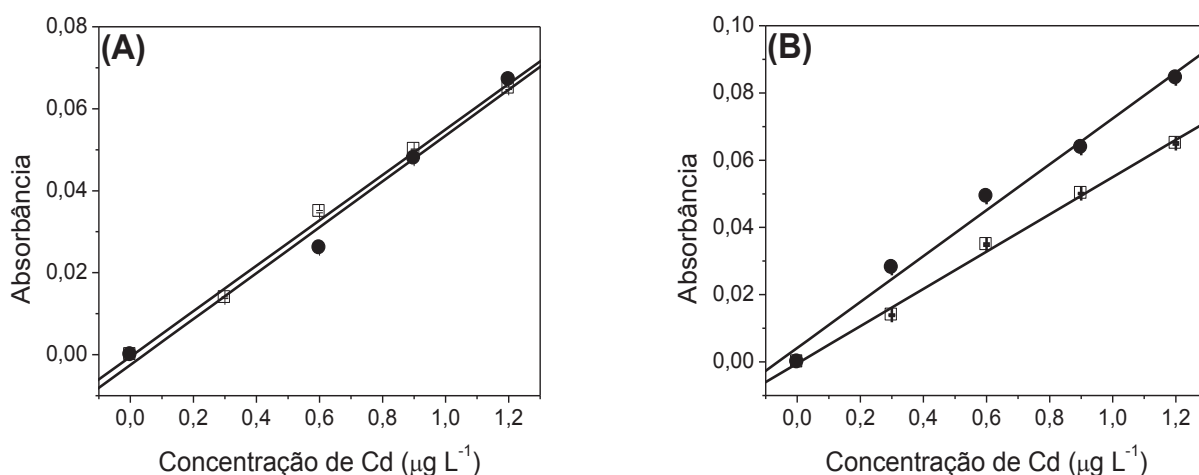 (A)
Absorbância
0,08
0,06
0,04
0,02
0,00
0,0 0,2 0,4 0,6 0,8 1,0 1,2
Concentração de Cd (μg L⁻¹)
(B)
Absorbância
0,10
0,08
0,06
0,04
0,02
0,00
0,0 0,2 0,4 0,6 0,8 1,0 1,2
Concentração de Cd (μg L⁻¹)